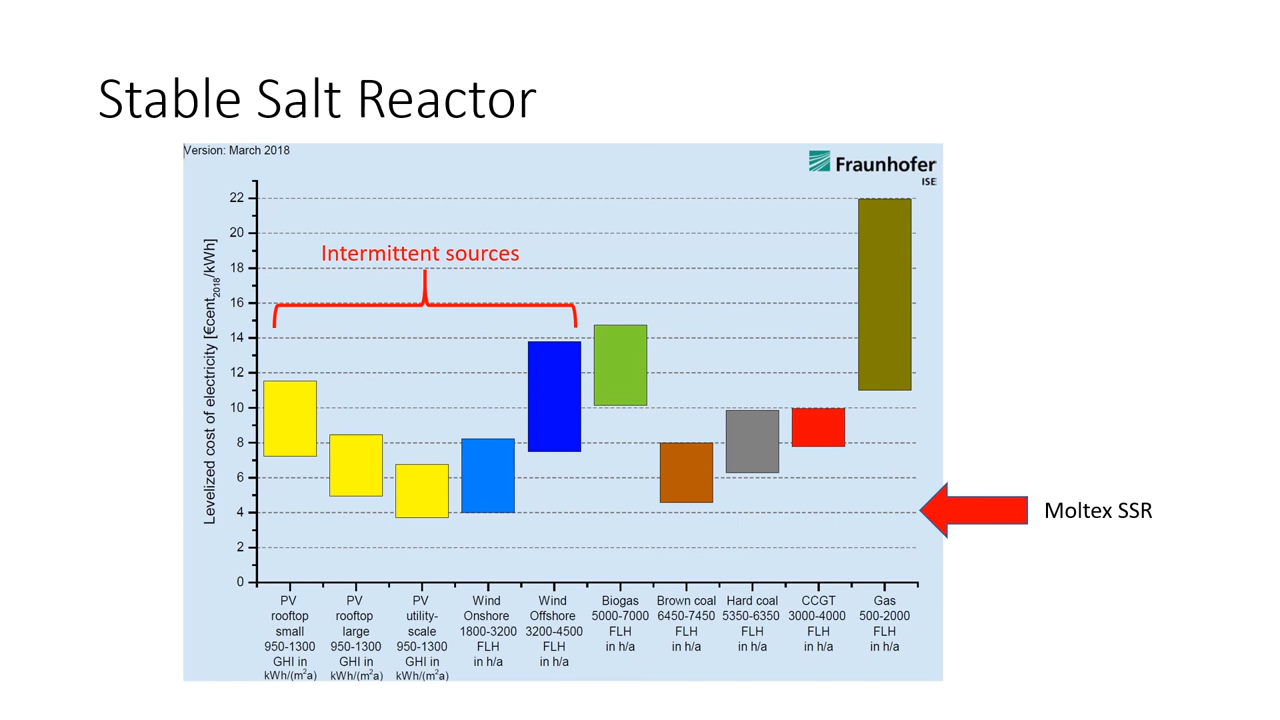 Stable Salt Reactor
Version: March 2018
Fraunhofer
ISE
Levelized cost of electricity [€cent2018/kWh]
22
20
18
16
14
12
10
8
6
4
2
0
Intermittent sources
Moltex SSR
PV
rooftop
small
950-1300
GHI in
kWh/(m²a)
PV
rooftop
large
950-1300
GHI in
kWh/(m²a)
PV
utility-
scale
950-1300
GHI in
kWh/(m²a)
Wind
Onshore
1800-3200
FLH
in h/a
Wind
Offshore
3200-4500
FLH
in h/a
Biogas
5000-7000
FLH
in h/a
Brown coal
6450-7450
FLH
in h/a
Hard coal
5350-6350
FLH
in h/a
CCGT
3000-4000
FLH
in h/a
Gas
500-2000
FLH
in h/a